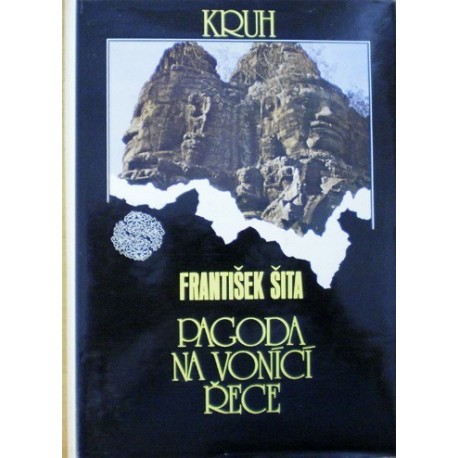 KRUH
FRANTIŠEK ŠITA
PAGODA
NA VONÍCÍ
ŘECE